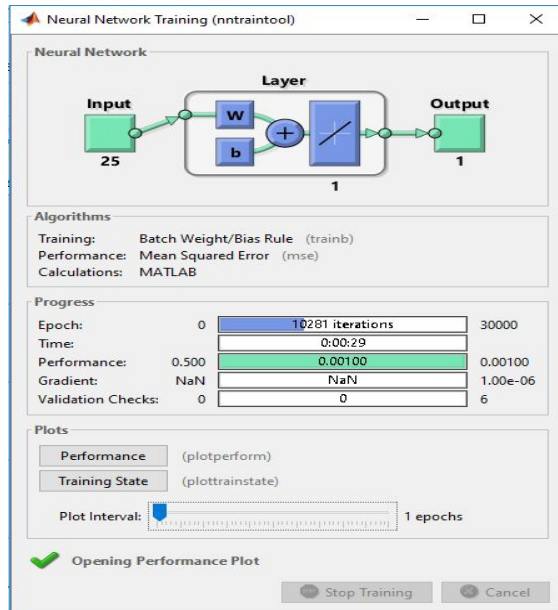 Neural Network Training (nntraintool)
Neural Network
Layer
Input
Output
W
b
25
1
1
Algorithms
Training: Batch Weight/Bias Rule (trainb)
Performance: Mean Squared Error (mse)
Calculations: MATLAB
Progress
Epoch: 0 10281 iterations 30000
Time: 0:00:29
Performance: 0.500 0.00100 0.00100
Gradient: NaN NaN 1.00e-06
Validation Checks: 0 0 6
Plots
Performance (plotperform)
Training State (plottrainstate)
Plot Interval: 1 epochs
Opening Performance Plot
Stop Training Cancel